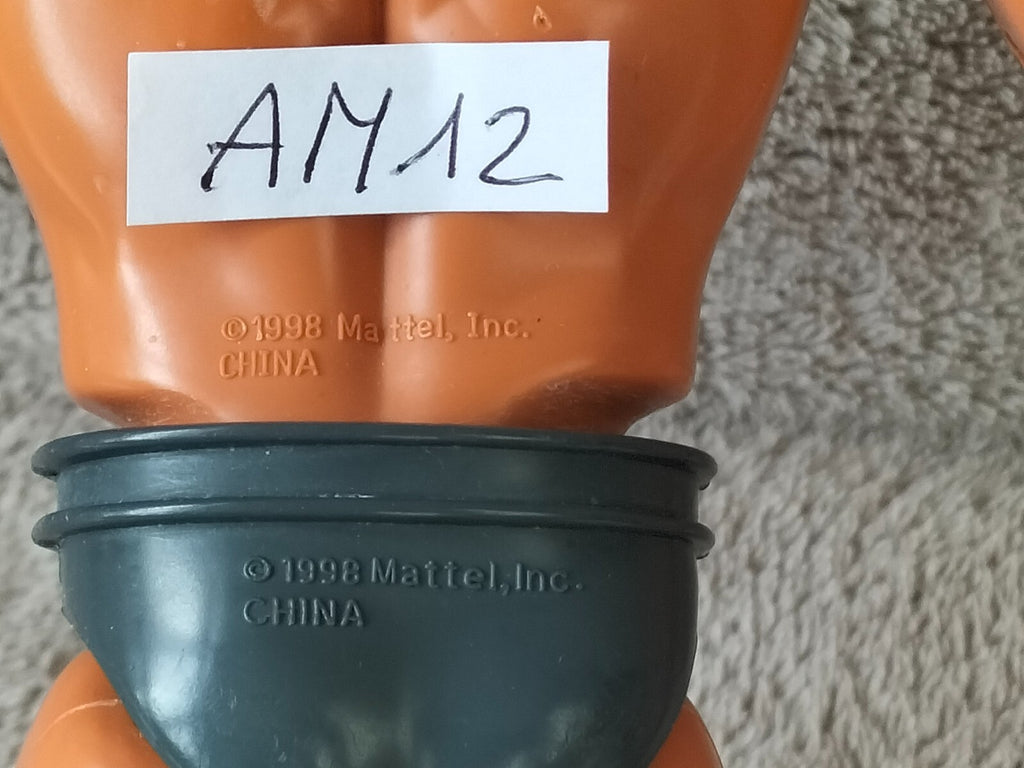 AM12
©1998 Mattel, Inc.
CHINA
© 1998 Mattel, Inc.
CHINA